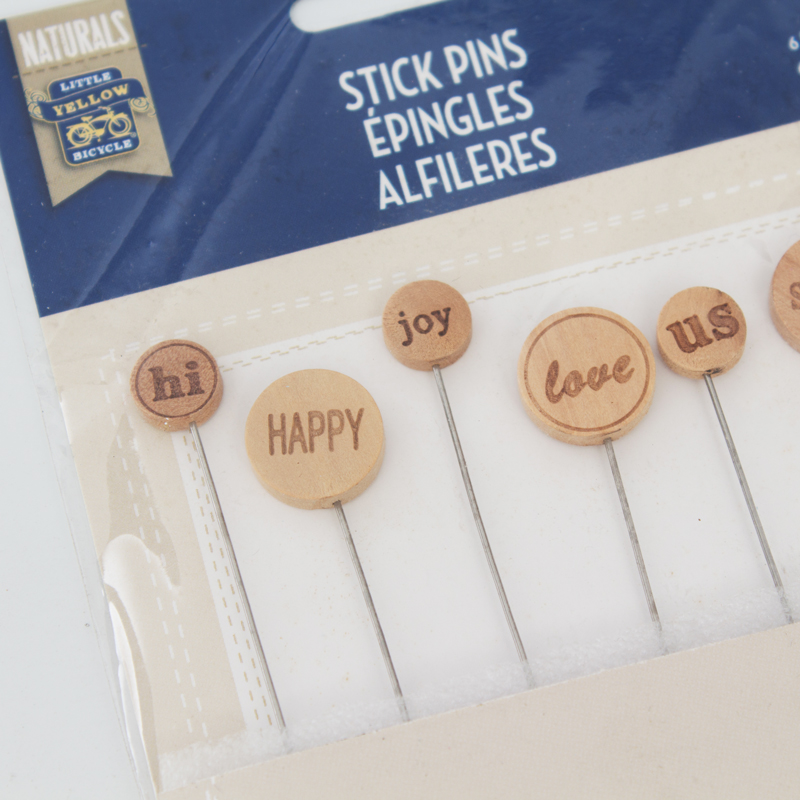 NATURALS
LITTLE
YELLOW
BICYCLE
STICK PINS
ÉPINGLES
ALFILERES
hi
HAPPY
joy
love
us